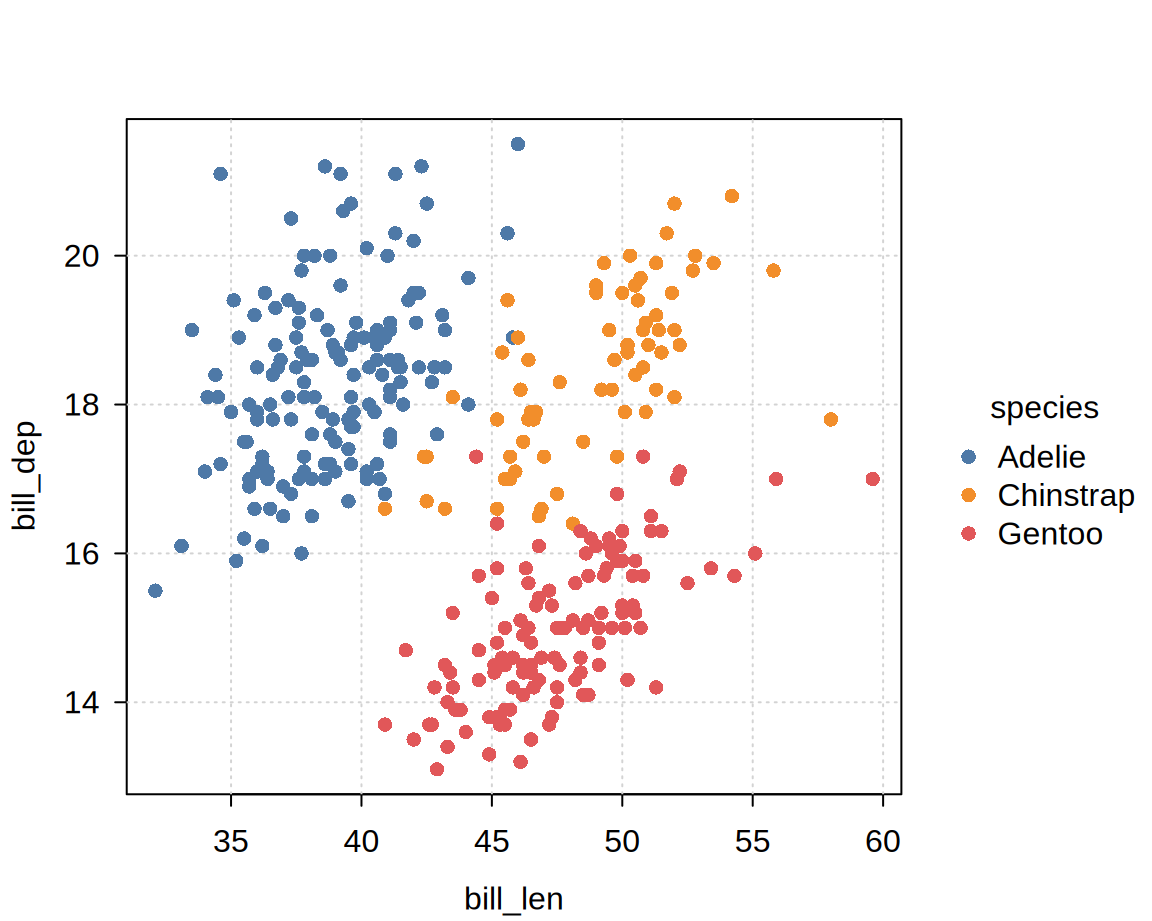 20
18
16
14
bill_dep
35 40 45 50 55 60
bill_len
species
Adelie
Chinstrap
Gentoo